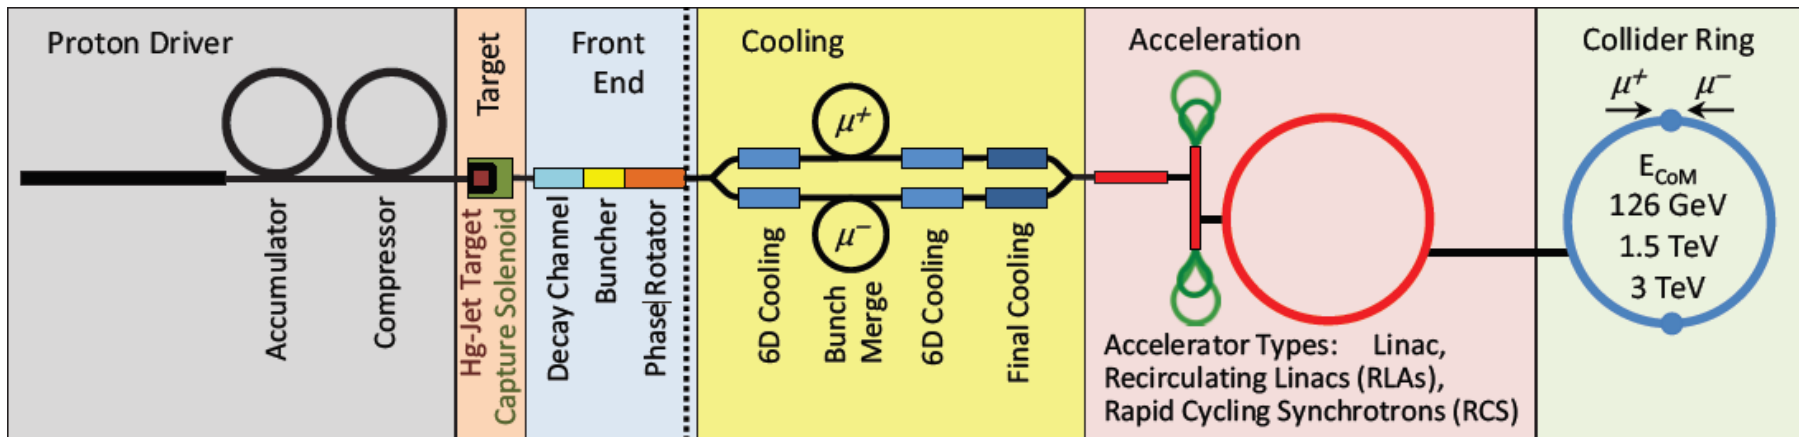 Proton Driver
Accumulator
Compressor
Target
Hg-Jet Target
Capture Solenoid
Front
End
Decay Channel
Buncher
Phase Rotator
Cooling
μ+
μ−
6D Cooling
Bunch
Merge
6D Cooling
Final Cooling
Acceleration
Accelerator Types: Linac,
Recirculating Linacs (RLAs),
Rapid Cycling Synchrotrons (RCS)
Collider Ring
μ+ μ−
ECoM
126 GeV
1.5 TeV
3 TeV